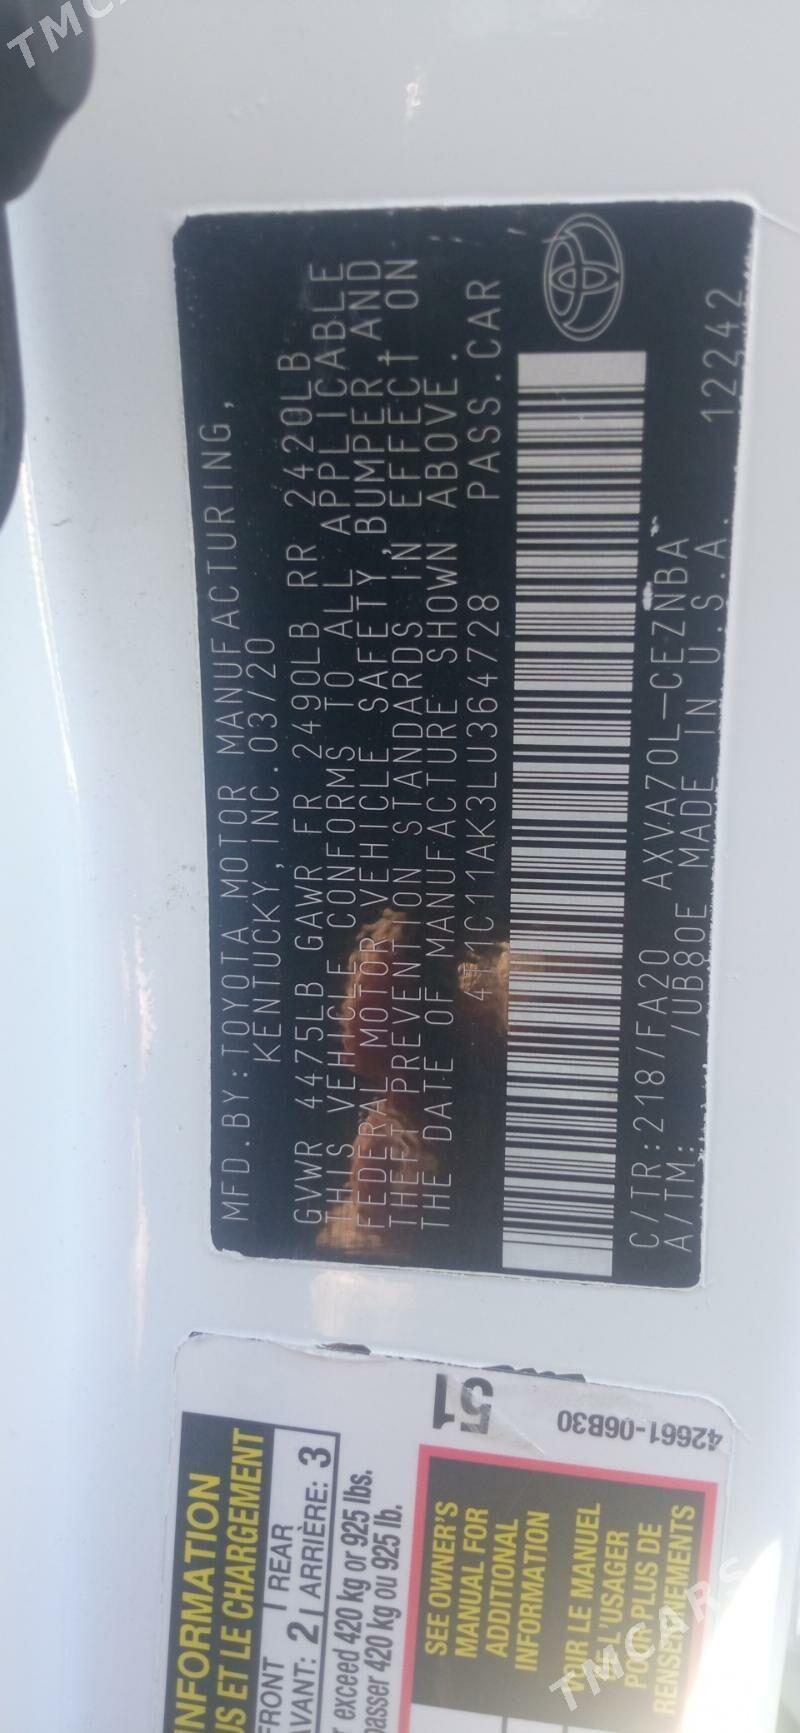 TMCARS
MFD.BY:TOYOTA MOTOR MANUFACTURING,
KENTUCKY, INC.03/20
GVWR 4475LB GAWR FR 2490LB RR 2420LB
THIS VEHICLE CONFORMS TO ALL APPLICABLE
FEDERAL MOTOR VEHICLE SAFETY,BUMPER,AND
THEFT PREVENTION STANDARDS IN EFFECT ON
THE DATE OF MANUFACTURE SHOWN ABOVE.
4T1C11AK3LU364728 PASS.CAR
C/TR:218/FA20 AXVA70L-CEZNBA
A/TM: /UB80E MADE IN U.S.A. 12242
INFORMATION
ET LE CHARGEMENT
FRONT REAR
AVANT: 2 ARRIÈRE: 3
exceed 420 kg or 925 lbs.
420 kg ou 925 lb.
51
42661-06B30
SEE OWNER'S
MANUAL FOR
ADDITIONAL
INFORMATION
VOIR LE MANUEL
L'USAGER
POUR PLUS DE
RENSEIGNEMENTS
TMCARS